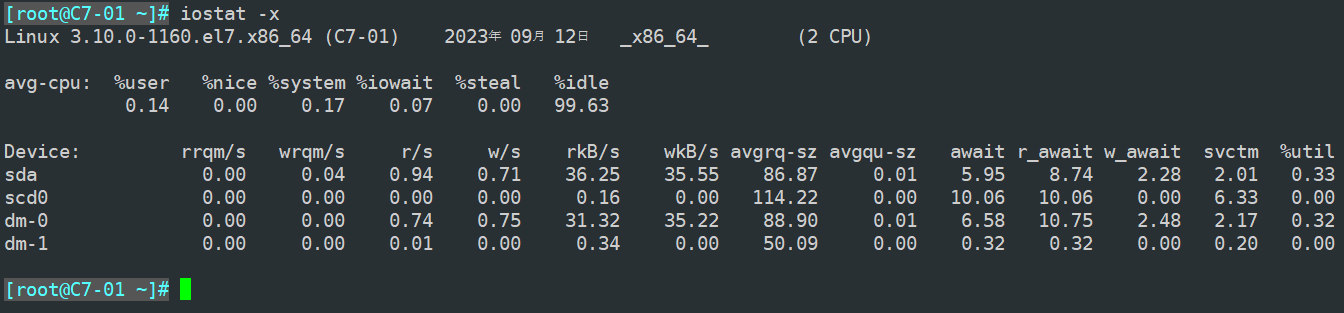 [root@C7-01 ~]# iostat -x
Linux 3.10.0-1160.el7.x86_64 (C7-01)    2023年 09月 12日   _x86_64_        (2 CPU)

avg-cpu:  %user   %nice %system %iowait  %steal   %idle
           0.14    0.00    0.17    0.07    0.00   99.63

Device:         rrqm/s   wrqm/s     r/s     w/s    rkB/s    wkB/s avgrq-sz avgqu-sz   await r_await w_await  svctm  %util
sda               0.00     0.04    0.94    0.71    36.25    35.55    86.87     0.01    5.95    8.74    2.28   2.01   0.33
scd0              0.00     0.00    0.00    0.00     0.16     0.00   114.22     0.00   10.06   10.06    0.00   6.33   0.00
dm-0              0.00     0.00    0.74    0.75    31.32    35.22    88.90     0.01    6.58   10.75    2.48   2.17   0.32
dm-1              0.00     0.00    0.01    0.00     0.34     0.00    50.09     0.00    0.32    0.32    0.00   0.20   0.00

[root@C7-01 ~]#